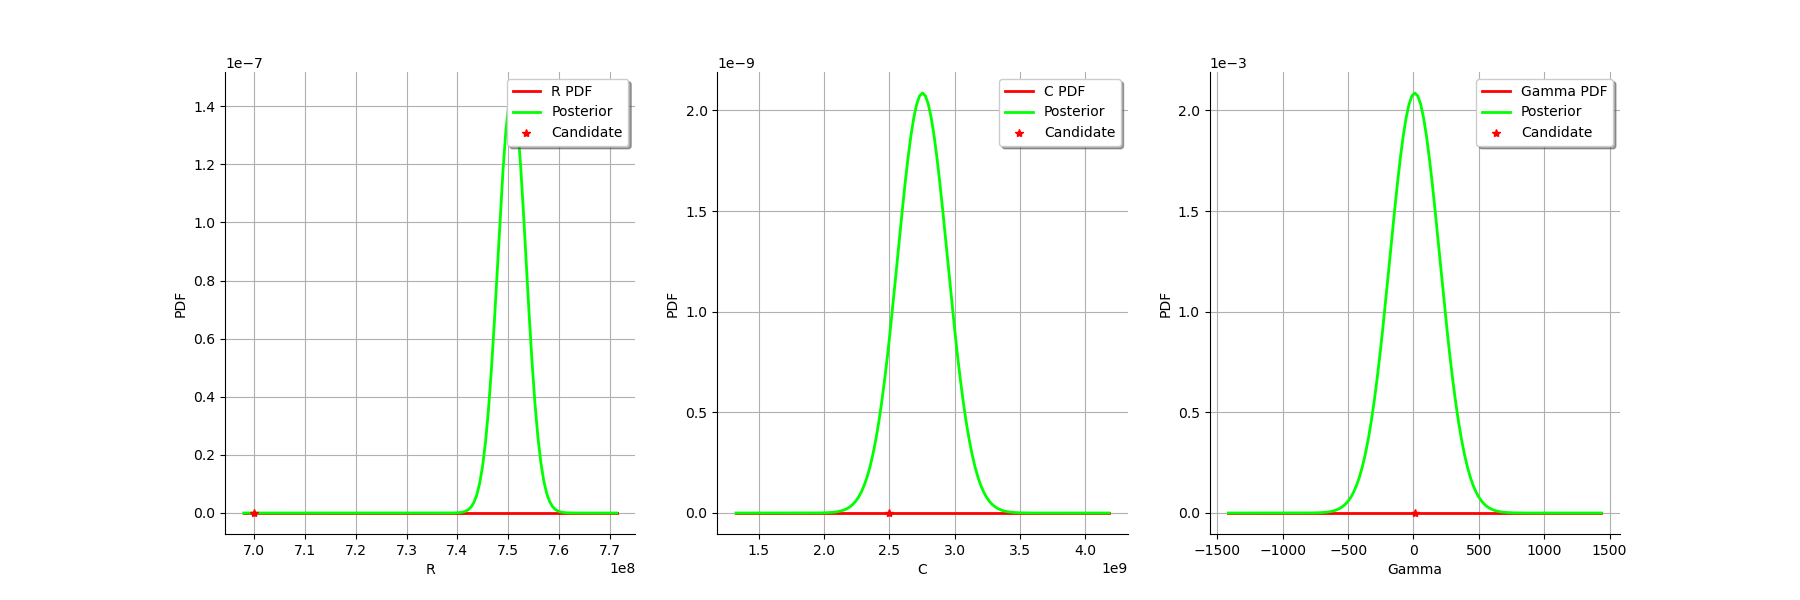 1e−7
R PDF
Posterior
Candidate
1.4
1.2
1.0
0.8
0.6
0.4
0.2
0.0
PDF
7.0 7.1 7.2 7.3 7.4 7.5 7.6 7.7
R
1e8
1e−9
C PDF
Posterior
Candidate
2.0
1.5
1.0
0.5
0.0
PDF
1.5 2.0 2.5 3.0 3.5 4.0
C
1e9
1e−3
Gamma PDF
Posterior
Candidate
2.0
1.5
1.0
0.5
0.0
PDF
−1500 −1000 −500 0 500 1000 1500
Gamma